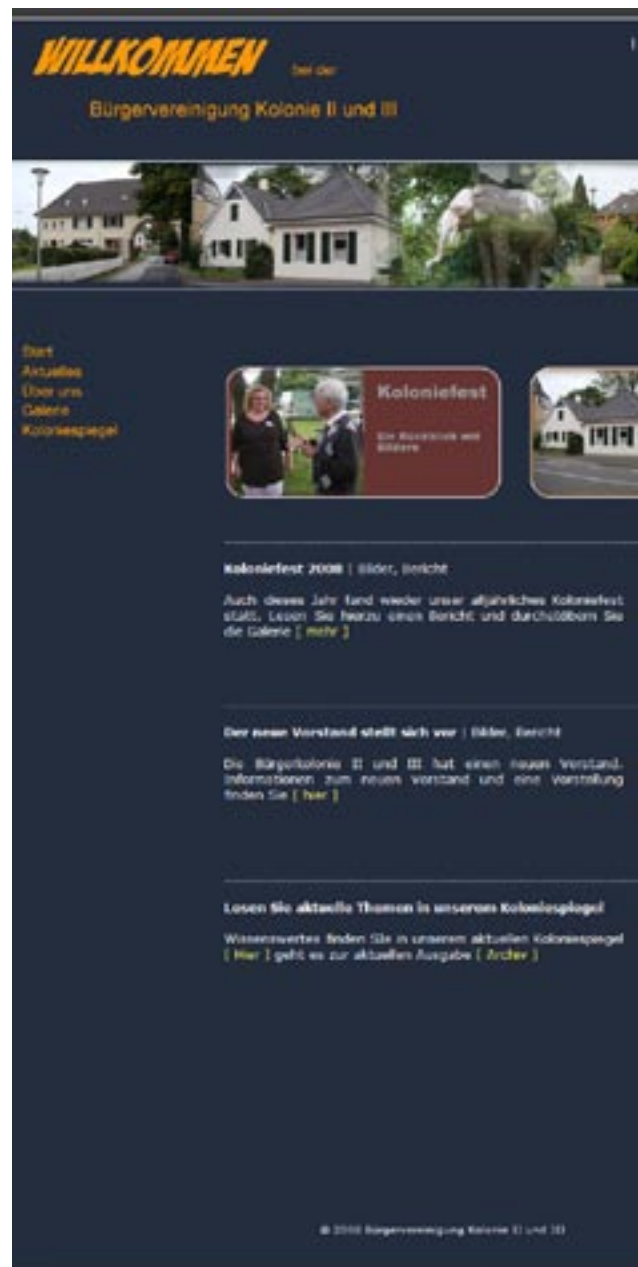 WILLKOMMEN bei der
Bürgervereinigung Kolonie II und III
Start
Aktuelles
Über uns
Galerie
Koloniespiegel
Koloniefest
Ein Rückblick mit
Bildern
Koloniefest 2008 | Bilder, Bericht
Auch dieses Jahr fand wieder unser alljährliches Koloniefest
statt. Lesen Sie hierzu einen Bericht und durchstöbern Sie
die Galerie [ mehr ]
Der neue Vorstand stellt sich vor | Bilder, Bericht
Die Bürgerkolonie II und III hat einen neuen Vorstand.
Informationen zum neuen Vorstand und eine Vorstellung
finden Sie [ hier ]
Lesen Sie aktuelle Themen in unserem Koloniespiegel
Wissenswertes finden SIe in unserem aktuellen Koloniespiegel
[ Hier ] geht es zur aktuellen Ausgabe [ Archiv ]
© 2008 Bürgervereinigung Kolonie II und III